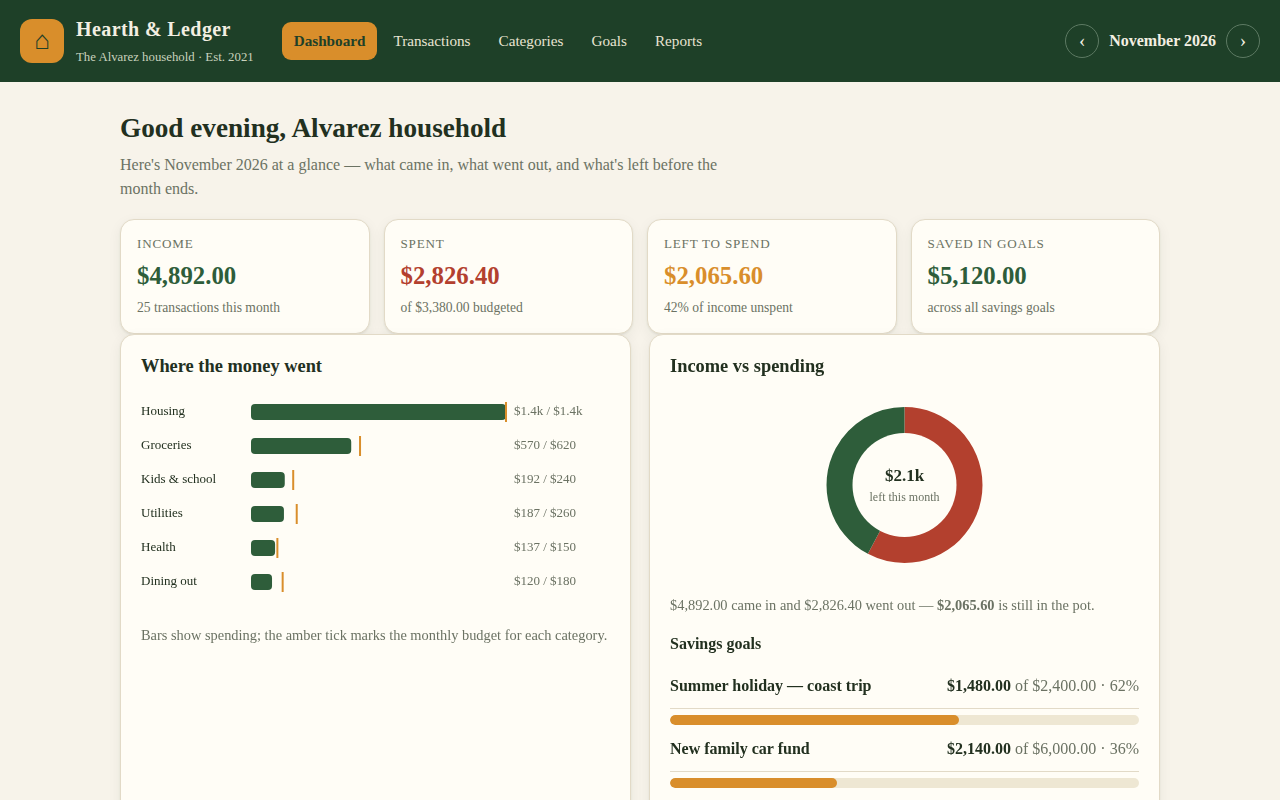 Hearth & Ledger
The Alvarez household · Est. 2021
Dashboard
Transactions
Categories
Goals
Reports
‹
November 2026
›
Good evening, Alvarez household
Here's November 2026 at a glance — what came in, what went out, and what's left before the
month ends.
INCOME
$4,892.00
25 transactions this month
SPENT
$2,826.40
of $3,380.00 budgeted
LEFT TO SPEND
$2,065.60
42% of income unspent
SAVED IN GOALS
$5,120.00
across all savings goals
Where the money went
Housing $1.4k / $1.4k
Groceries $570 / $620
Kids & school $192 / $240
Utilities $187 / $260
Health $137 / $150
Dining out $120 / $180
Bars show spending; the amber tick marks the monthly budget for each category.
Income vs spending
$2.1k
left this month
$4,892.00 came in and $2,826.40 went out — $2,065.60 is still in the pot.
Savings goals
Summer holiday — coast trip $1,480.00 of $2,400.00 · 62%
New family car fund $2,140.00 of $6,000.00 · 36%